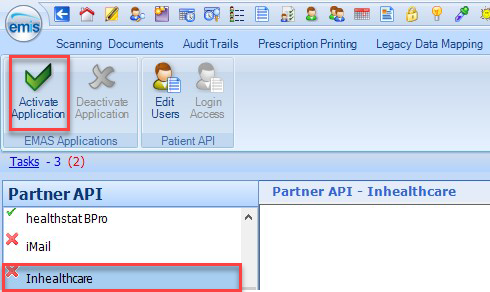 emis
Scanning Documents Audit Trails Prescription Printing Legacy Data Mapping
Activate Application
Deactivate Application
Edit Users
Login Access
EMAS Applications
Patient API
Tasks - 3 (2)
Partner API
healthstat BPro
iMail
Inhealthcare
Partner API - Inhealthcare